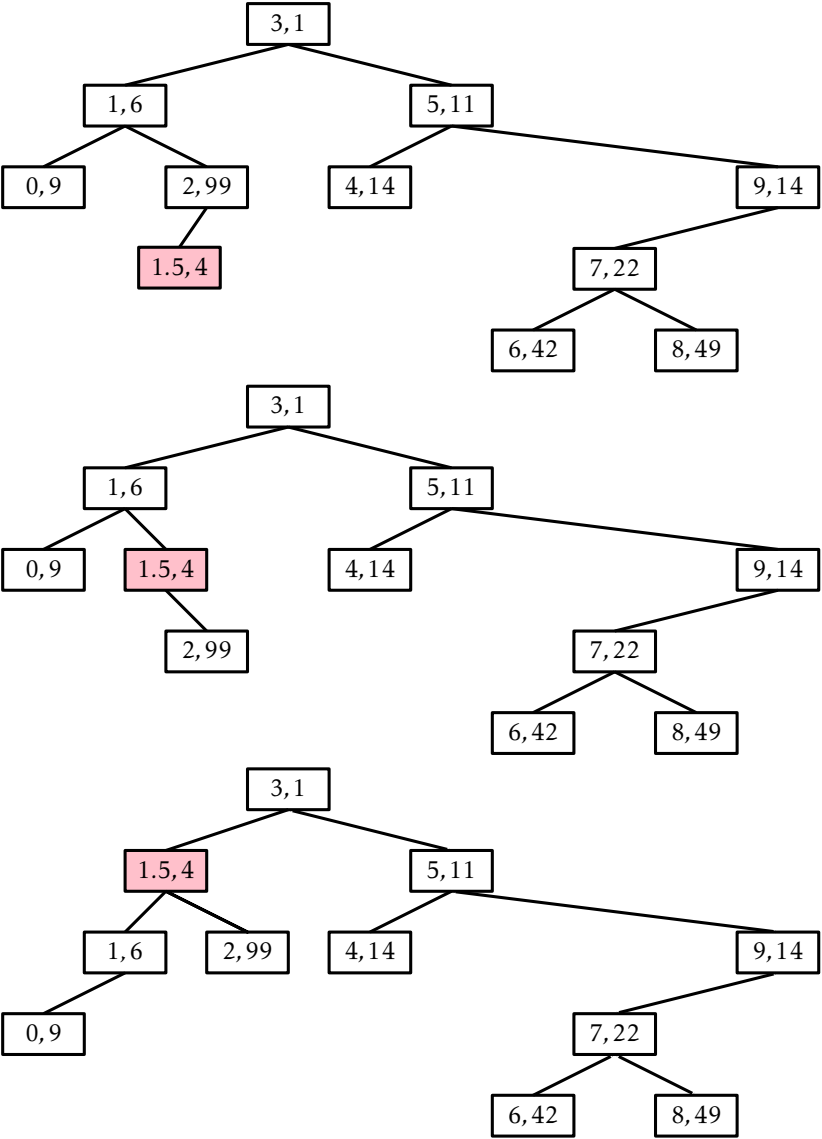 3, 1
1, 6 5, 11
0, 9 2, 99 4, 14 9, 14
1.5, 4 7, 22
6, 42 8, 49
3, 1
1, 6 5, 11
0, 9 1.5, 4 4, 14 9, 14
2, 99 7, 22
6, 42 8, 49
3, 1
1.5, 4 5, 11
1, 6 2, 99 4, 14 9, 14
0, 9 7, 22
6, 42 8, 49